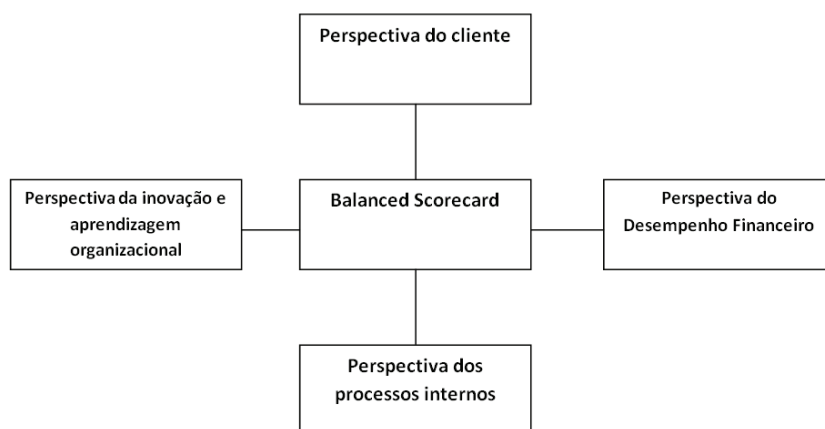 Perspectiva do cliente
Perspectiva da inovação e
aprendizagem
organizacional
Balanced Scorecard
Perspectiva do
Desempenho Financeiro
Perspectiva dos
processos internos